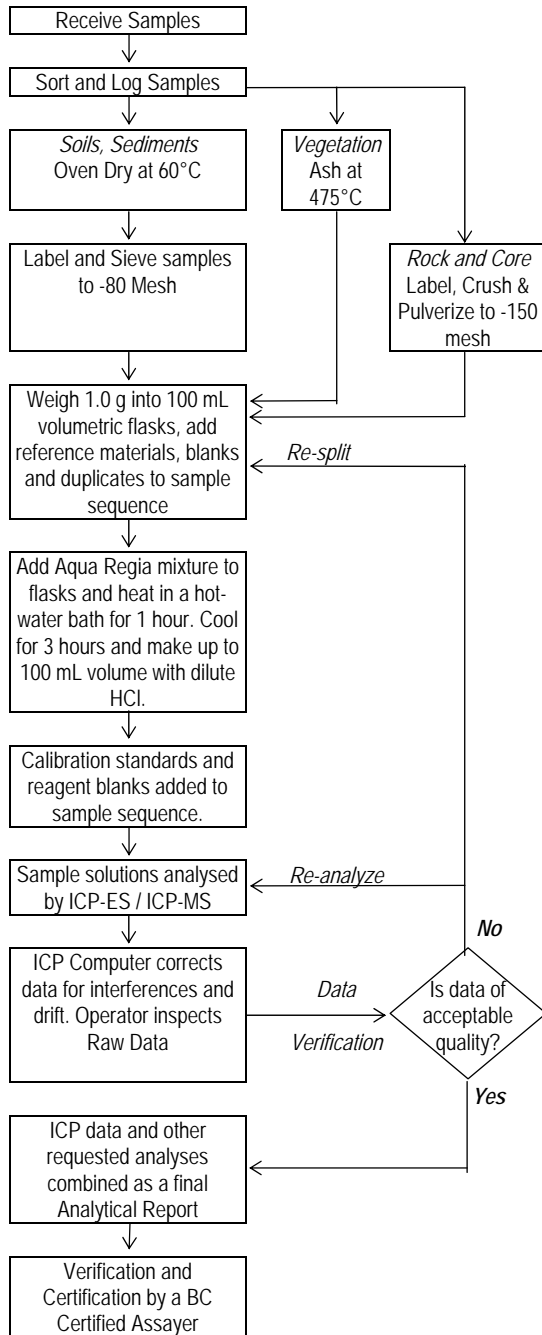 Receive Samples
Sort and Log Samples
Soils, Sediments
Oven Dry at 60°C
Vegetation
Ash at
475°C
Label and Sieve samples
to -80 Mesh
Rock and Core
Label, Crush &
Pulverize to -150
mesh
Weigh 1.0 g into 100 mL
volumetric flasks, add
reference materials, blanks
and duplicates to sample
sequence
Re-split
Add Aqua Regia mixture to
flasks and heat in a hot-
water bath for 1 hour. Cool
for 3 hours and make up to
100 mL volume with dilute
HCl.
Calibration standards and
reagent blanks added to
sample sequence.
Sample solutions analysed
by ICP-ES / ICP-MS
Re-analyze
No
ICP Computer corrects
data for interferences and
drift. Operator inspects
Raw Data
Data
Verification
Is data of
acceptable
quality?
Yes
ICP data and other
requested analyses
combined as a final
Analytical Report
Verification and
Certification by a BC
Certified Assayer